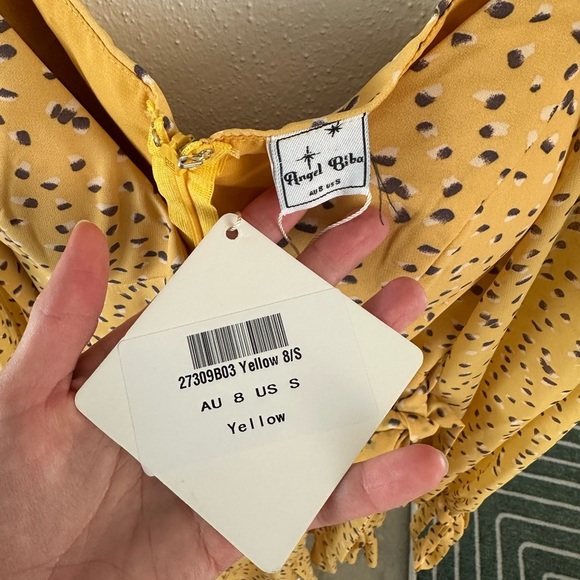 Angel Biba
AU 8 US S
27309B03 Yellow 8/S
AU 8 US S
Yellow